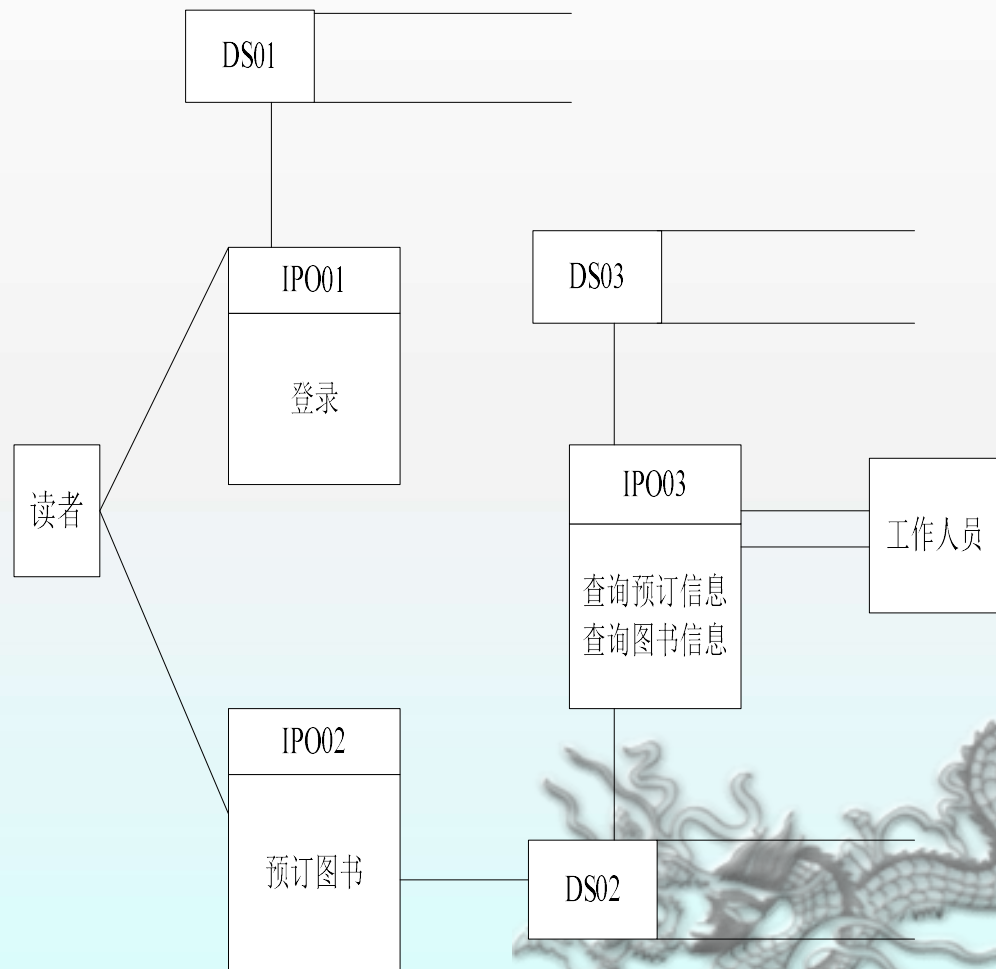 DS01
IPO01
登录
DS03
读者
IPO03
查询预订信息
查询图书信息
工作人员
IPO02
预订图书
DS02